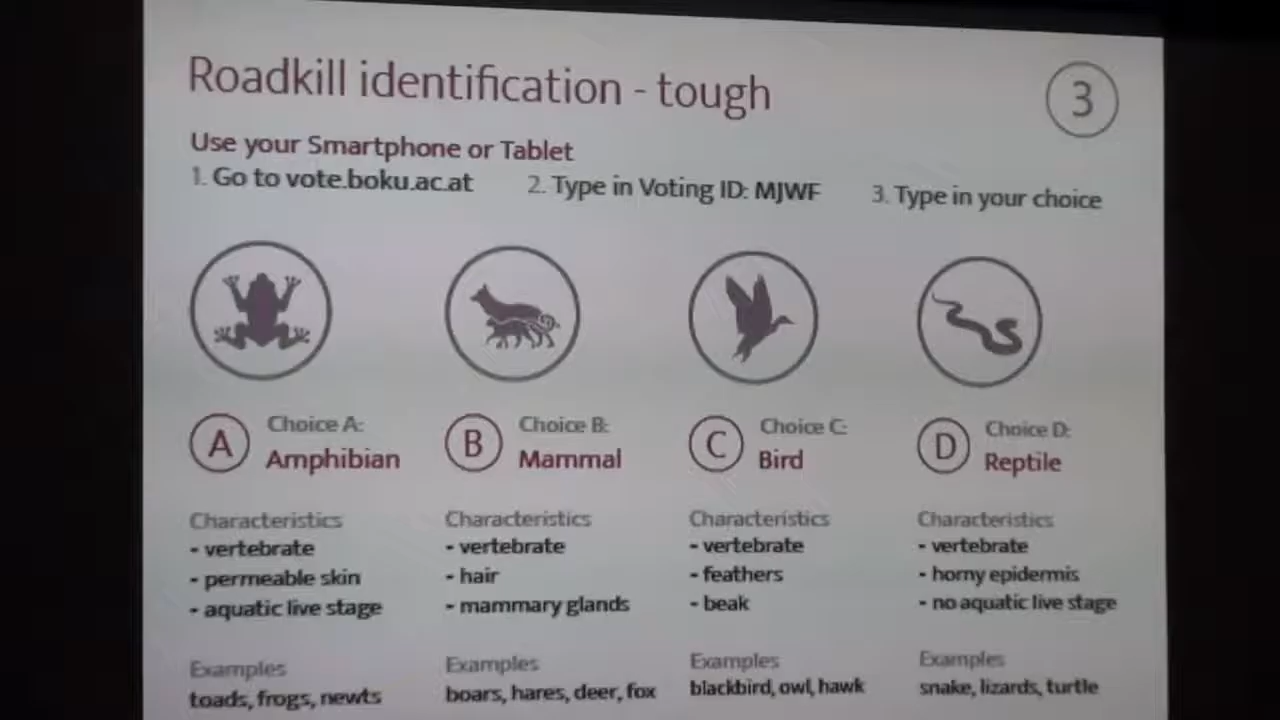 Roadkill identification - tough
3
Use your Smartphone or Tablet
1. Go to vote.boku.ac.at 2. Type in Voting ID: MJWF 3. Type in your choice
A Choice A: Amphibian
B Choice B: Mammal
C Choice C: Bird
D Choice D: Reptile
Characteristics
- vertebrate
- permeable skin
- aquatic live stage
Examples
toads, frogs, newts
Characteristics
- vertebrate
- hair
- mammary glands
Examples
boars, hares, deer, fox
Characteristics
- vertebrate
- feathers
- beak
Examples
blackbird, owl, hawk
Characteristics
- vertebrate
- horny epidermis
- no aquatic live stage
Examples
snake, lizards, turtle